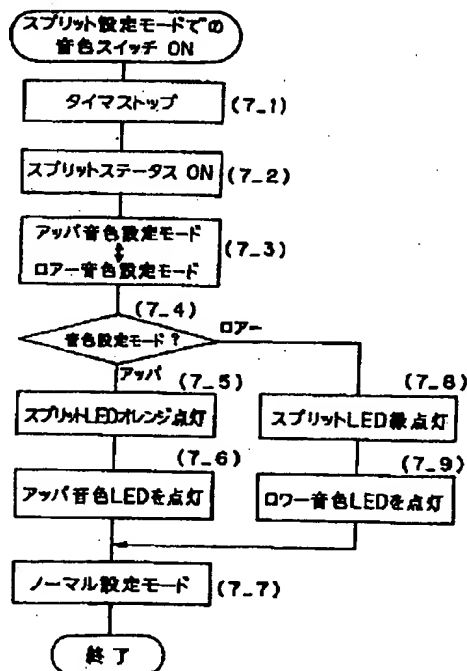 スプリット設定モードでの
音色スイッチ ON
タイマストップ
(7_1)
スプリットステータス ON
(7_2)
アッパ音色設定モード
↕
ロアー音色設定モード
(7_3)
(7_4)
音色設定モード?
ロアー
アッパ
(7_5)
スプリットLEDオレンジ点灯
(7_8)
スプリットLED緑点灯
(7_6)
アッパ音色LEDを点灯
(7_9)
ロワー音色LEDを点灯
ノーマル設定モード
(7_7)
終了